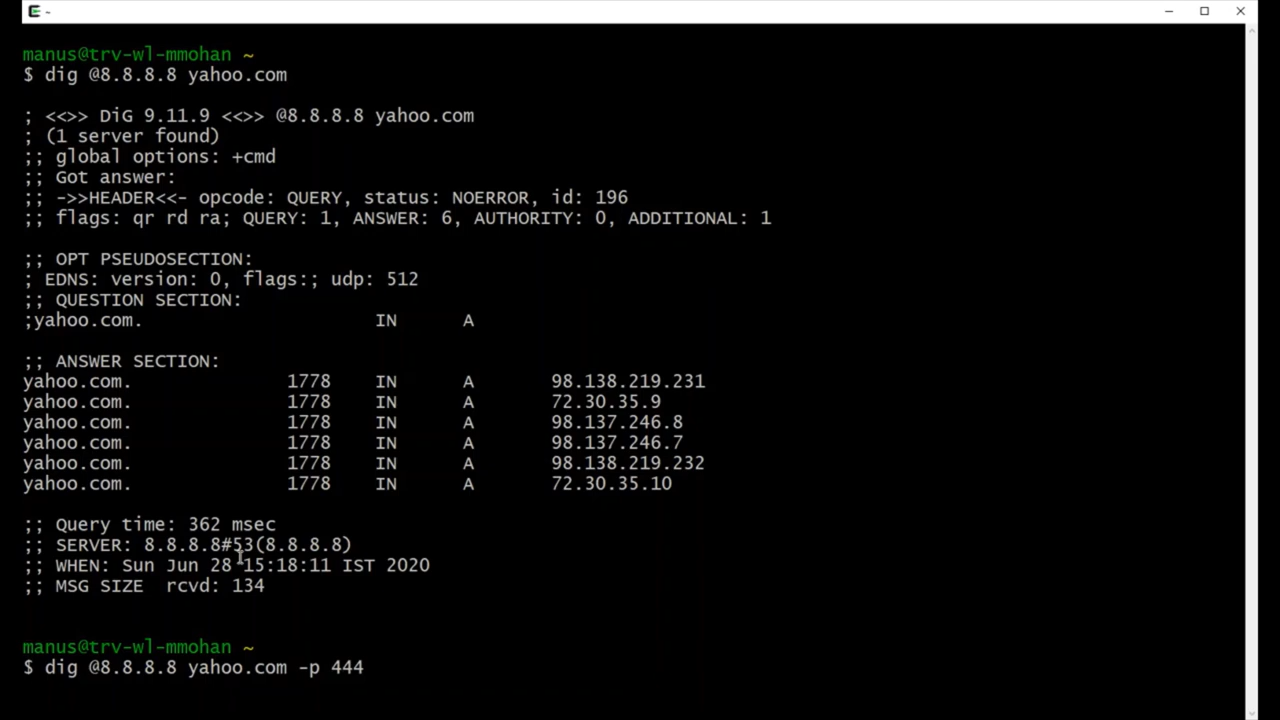 ~
manus@trv-wl-mmohan ~
$ dig @8.8.8.8 yahoo.com
; <<>> DiG 9.11.9 <<>> @8.8.8.8 yahoo.com
; (1 server found)
;; global options: +cmd
;; Got answer:
;; ->>HEADER<<- opcode: QUERY, status: NOERROR, id: 196
;; flags: qr rd ra; QUERY: 1, ANSWER: 6, AUTHORITY: 0, ADDITIONAL: 1
;; OPT PSEUDOSECTION:
; EDNS: version: 0, flags:; udp: 512
;; QUESTION SECTION:
;yahoo.com. IN A
;; ANSWER SECTION:
yahoo.com. 1778 IN A 98.138.219.231
yahoo.com. 1778 IN A 72.30.35.9
yahoo.com. 1778 IN A 98.137.246.8
yahoo.com. 1778 IN A 98.137.246.7
yahoo.com. 1778 IN A 98.138.219.232
yahoo.com. 1778 IN A 72.30.35.10
;; Query time: 362 msec
;; SERVER: 8.8.8.8#53(8.8.8.8)
;; WHEN: Sun Jun 28 15:18:11 IST 2020
;; MSG SIZE  rcvd: 134
manus@trv-wl-mmohan ~
$ dig @8.8.8.8 yahoo.com -p 444